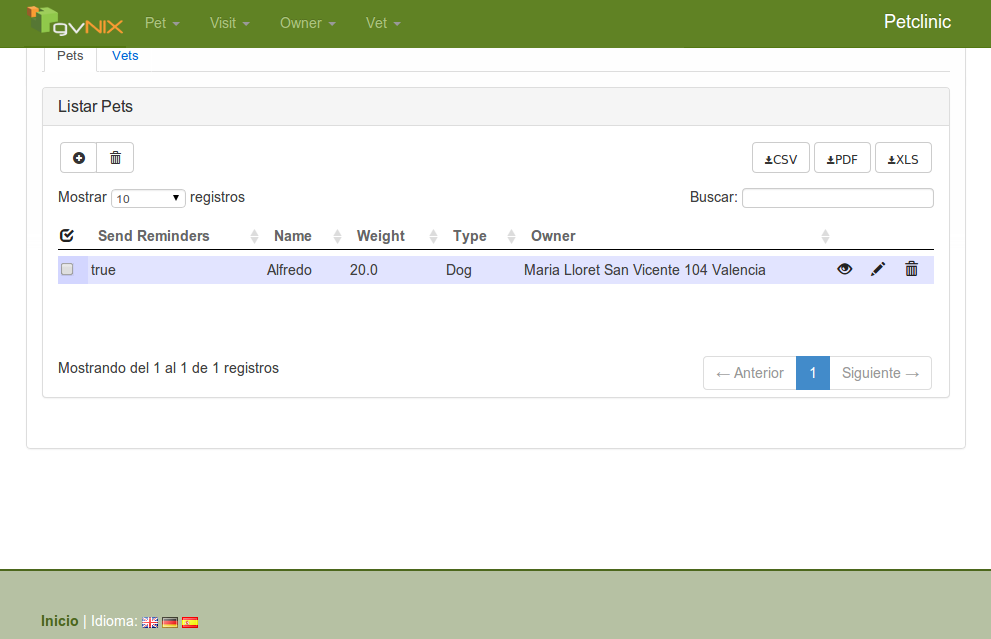 gvNIX Pet Visit Owner Vet Petclinic
Pets Vets
Listar Pets
CSV PDF XLS
Mostrar 10 registros Buscar:
Send Reminders Name Weight Type Owner
true Alfredo 20.0 Dog Maria Lloret San Vicente 104 Valencia
Mostrando del 1 al 1 de 1 registros ← Anterior 1 Siguiente →
Inicio | Idioma: